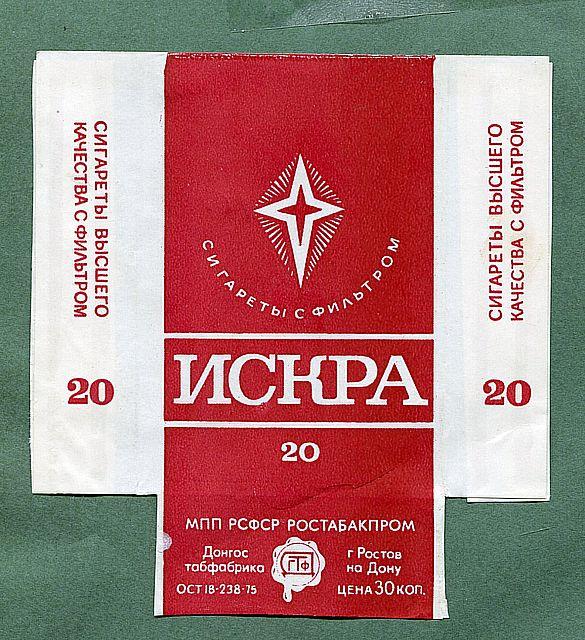 СИГАРЕТЫ ВЫСШЕГО
КАЧЕСТВА С ФИЛЬТРОМ
20
СИГАРЕТЫ С ФИЛЬТРОМ
ИСКРА
20
МПП РСФСР РОСТАБАКПРОМ
Донгос
табфабрика
ОСТ 18-238-75
ГТФ
г Ростов
на Дону
ЦЕНА 30 КОП.
СИГАРЕТЫ ВЫСШЕГО
КАЧЕСТВА С ФИЛЬТРОМ
20